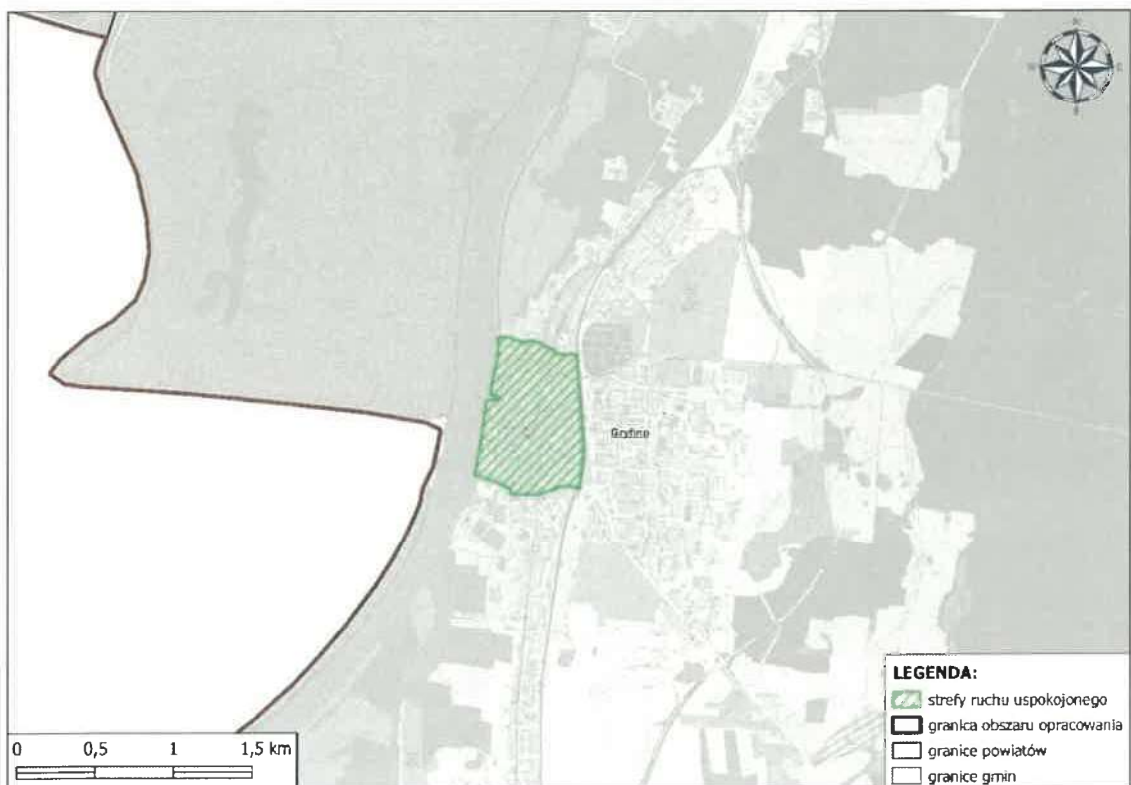 N
W E
S
Gryfino
LEGENDA:
strefy ruchu uspokojonego
granica obszaru opracowania
granice powiatów
granice gmin
0 0,5 1 1,5 km